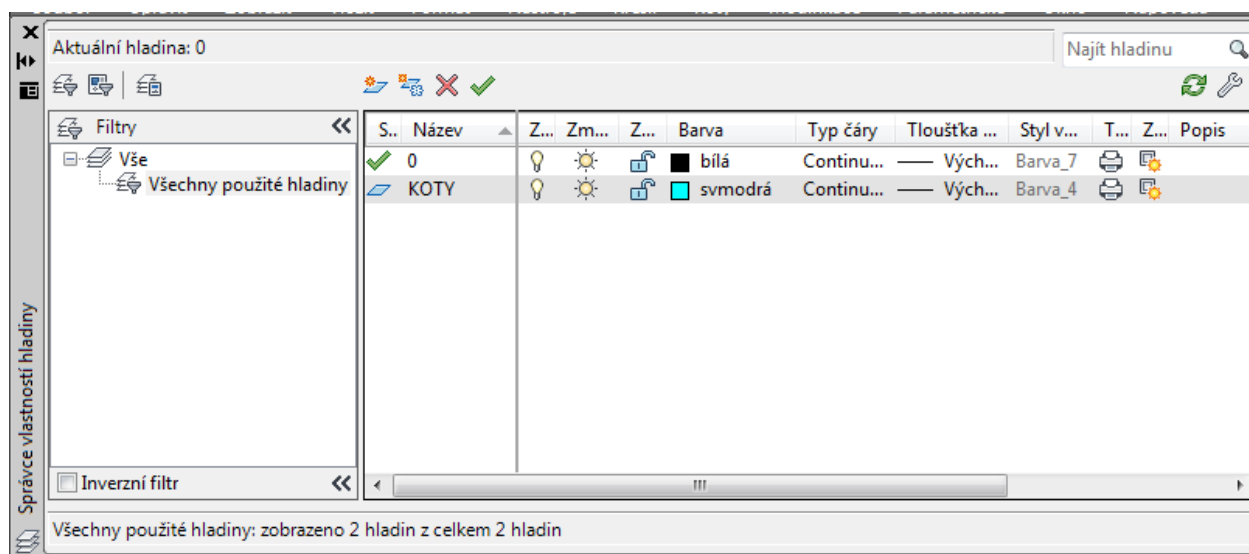 Aktuální hladina: 0
Najít hladinu
Filtry
S.. Název Z... Zm... Z... Barva Typ čáry Tloušťka ... Styl v... T... Z... Popis
Vše
0 bílá Continu... Vých... Barva_7
Všechny použité hladiny
KOTY svmodrá Continu... Vých... Barva_4
Inverzní filtr
Všechny použité hladiny: zobrazeno 2 hladin z celkem 2 hladin
Správce vlastností hladiny